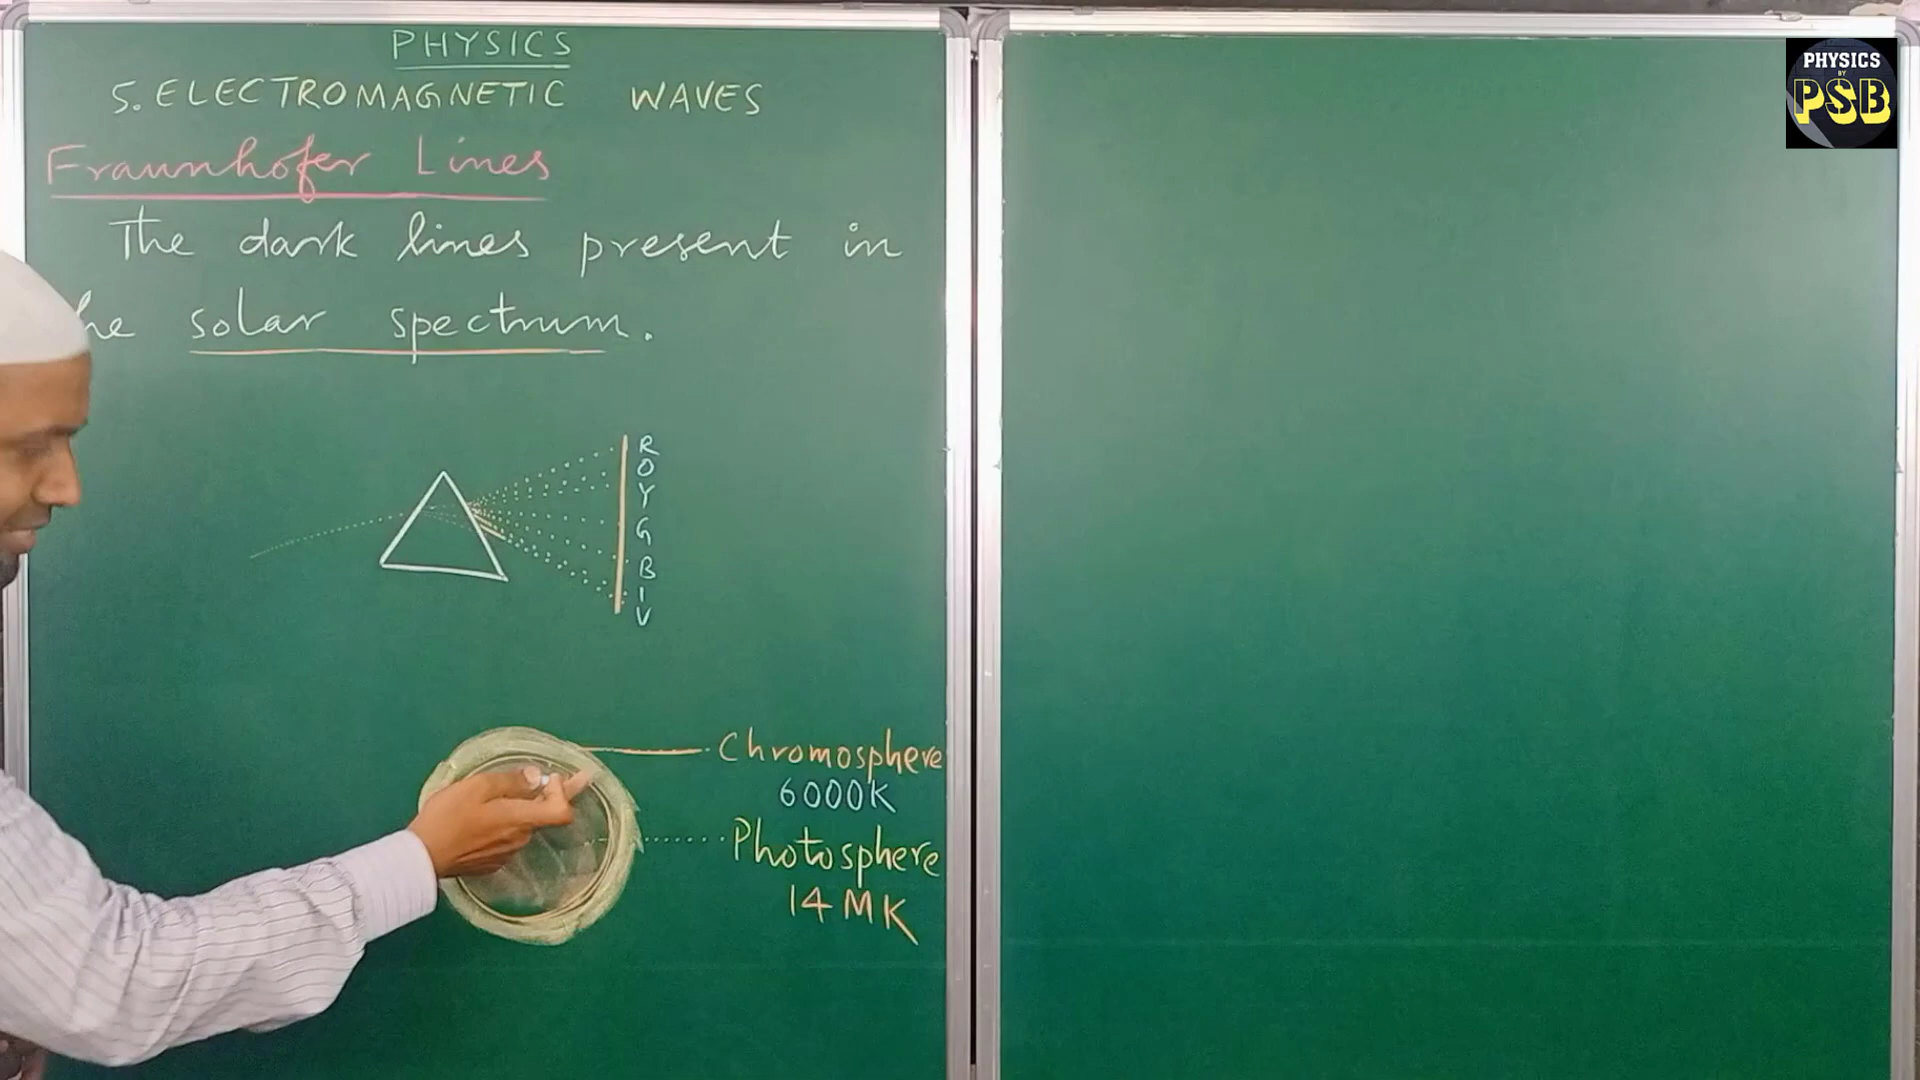 PHYSICS
5. ELECTROMAGNETIC WAVES
Fraunhofer Lines
The dark lines present in
he solar spectrum.
R
O
Y
G
B
I
V
Chromosphere
6000K
Photosphere
14 MK
PHYSICS
BY
PSB